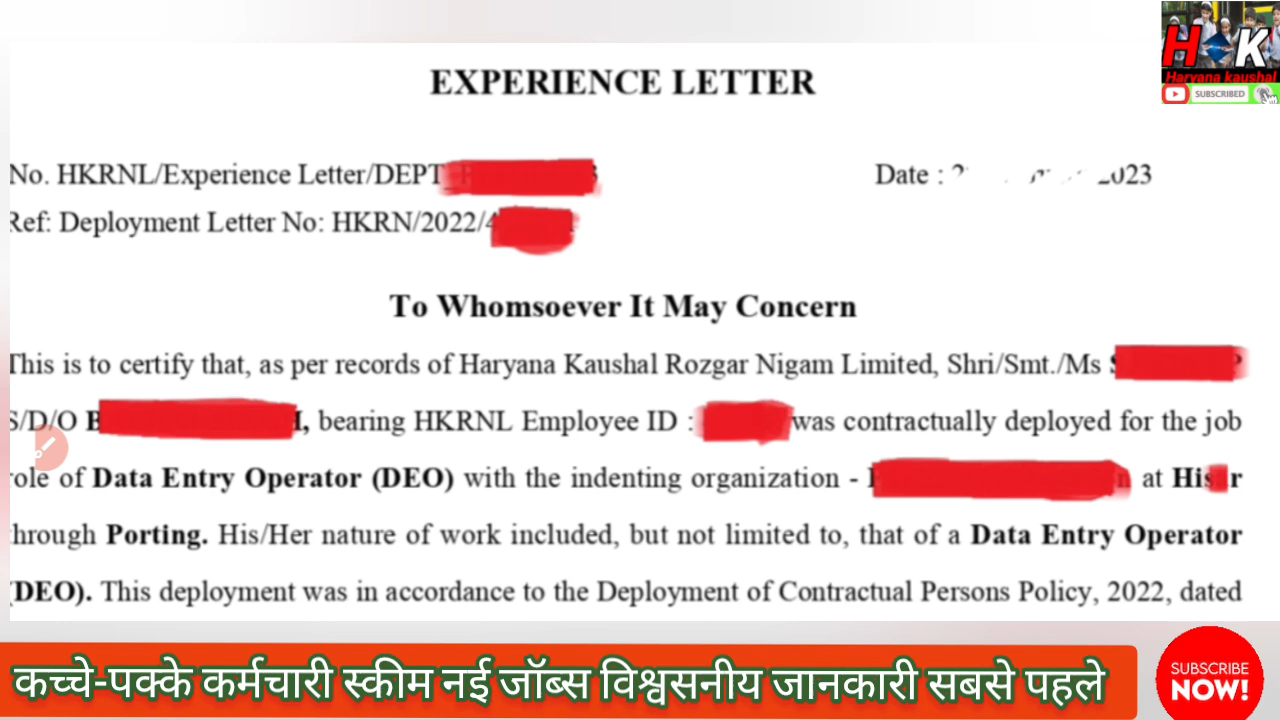 H K
Haryana kaushal
SUBSCRIBED
EXPERIENCE LETTER
No. HKRNL/Experience Letter/DEPT
Date : 2023
Ref: Deployment Letter No: HKRN/2022/4
To Whomsoever It May Concern
This is to certify that, as per records of Haryana Kaushal Rozgar Nigam Limited, Shri/Smt./Ms
S/D/O B , bearing HKRNL Employee ID : was contractually deployed for the job
role of Data Entry Operator (DEO) with the indenting organization - at
through Porting. His/Her nature of work included, but not limited to, that of a Data Entry Operator
(DEO). This deployment was in accordance to the Deployment of Contractual Persons Policy, 2022, dated
कच्चे-पक्के कर्मचारी स्कीम नई जॉब्स विश्वसनीय जानकारी सबसे पहले
SUBSCRIBE
NOW!